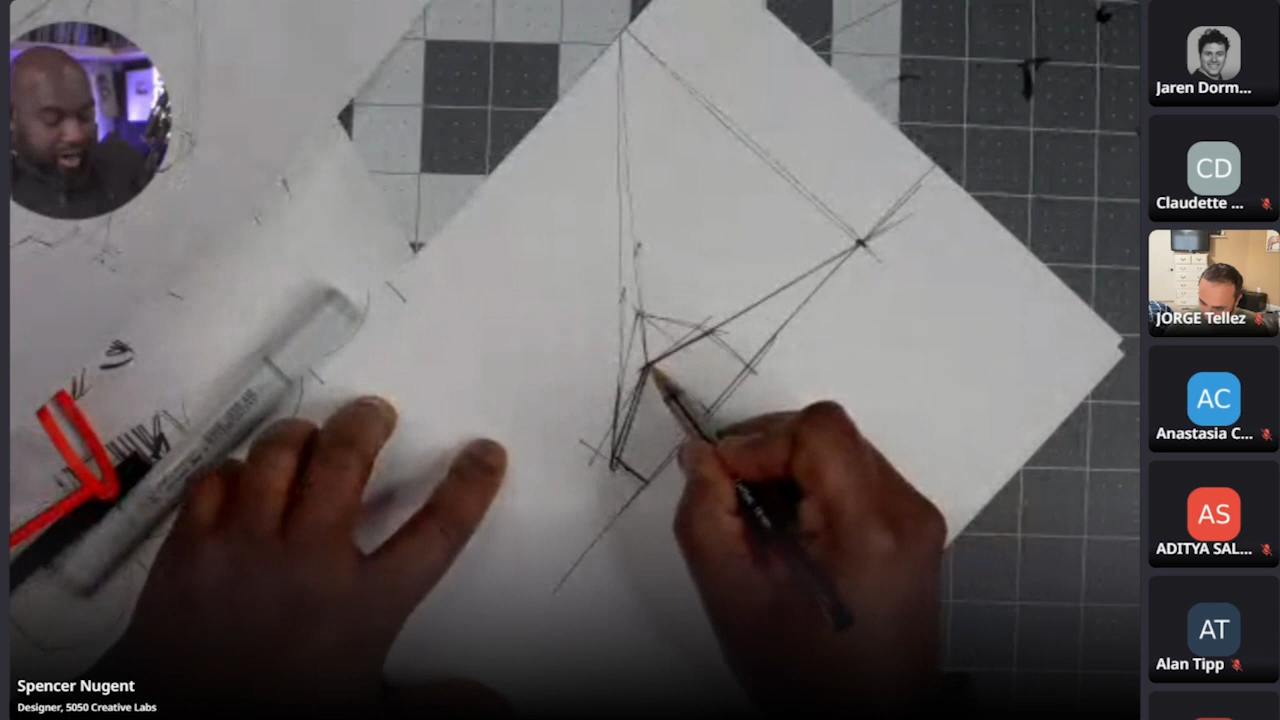 Jaren Dorm...
CD
Claudette ...
JORGE Tellez
AC
Anastasia C...
AS
ADITYA SAL...
AT
Alan Tipp
Spencer Nugent
Designer, 5050 Creative Labs